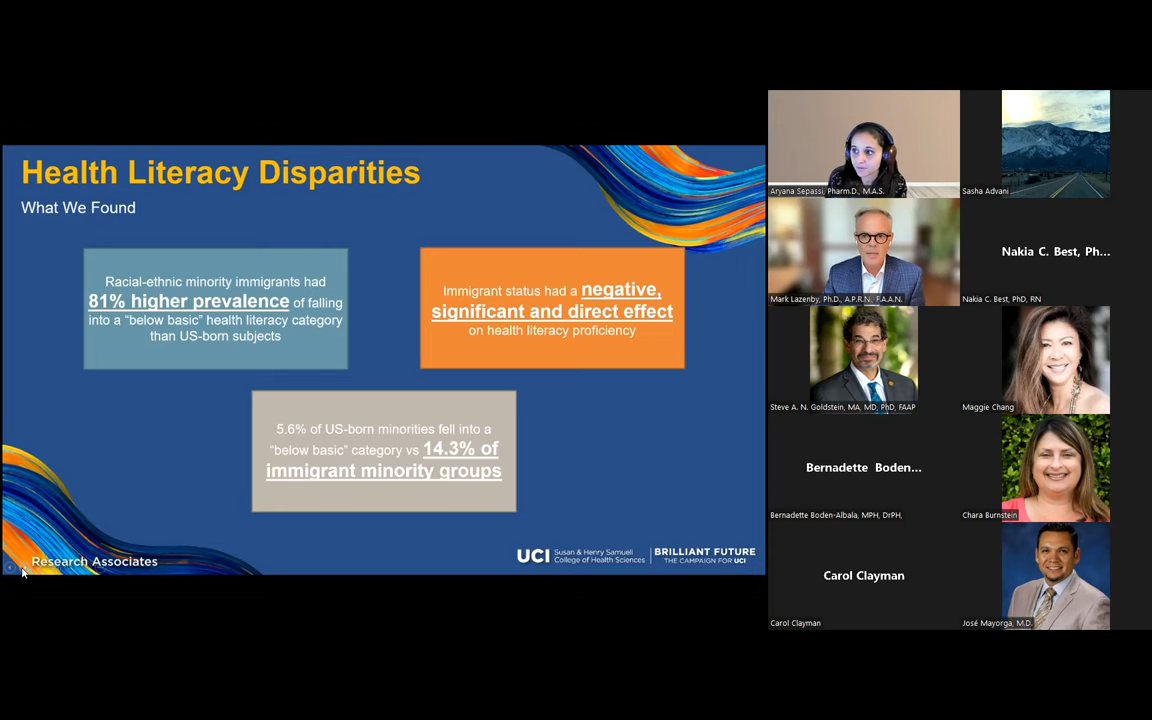 Health Literacy Disparities
What We Found
Racial-ethnic minority immigrants had
81% higher prevalence of falling
into a “below basic” health literacy category
than US-born subjects
Immigrant status had a negative,
significant and direct effect
on health literacy proficiency
5.6% of US-born minorities fell into a
“below basic” category vs 14.3% of
immigrant minority groups
Research Associates
UCI
Susan & Henry Samueli
College of Health Sciences
BRILLIANT FUTURE
THE CAMPAIGN FOR UCI
Aryana Sepassi, Pharm.D., M.A.S.
Sasha Advani
Mark Lazenby, Ph.D., A.P.R.N., F.A.A.N.
Nakia C. Best, Ph...
Nakia C. Best, PhD, RN
Steve A. N. Goldstein, MA, MD, PhD, FAAP
Maggie Chang
Bernadette Boden...
Bernadette Boden-Albala, MPH, DrPH,
Chara Burnstein
Carol Clayman
Carol Clayman
José Mayorga, M.D.